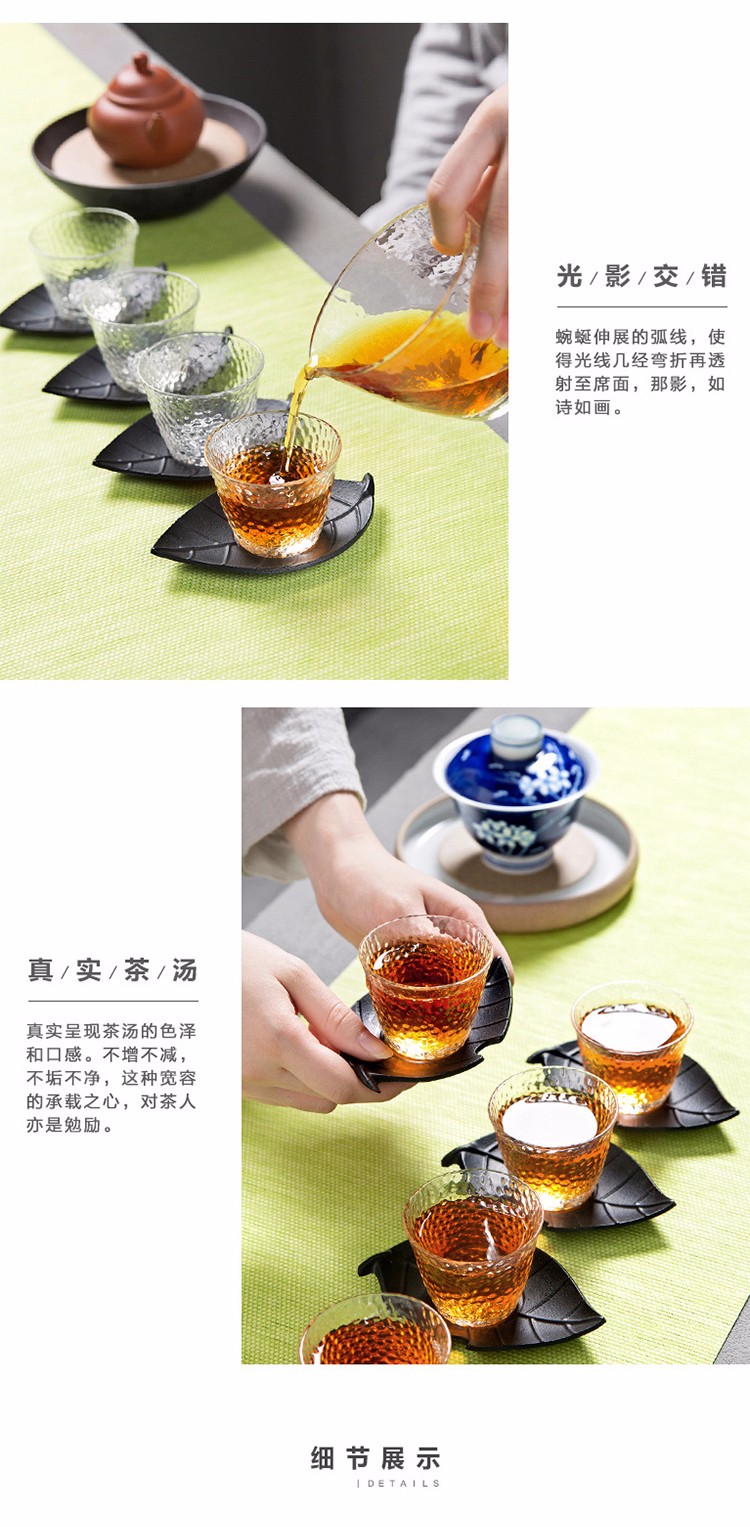 光/影/交/错
蜿蜒伸展的弧线，使
得光线几经弯折再透
射至席面，那影，如
诗如画。
真/实/茶/汤
真实呈现茶汤的色泽
和口感。不增不减，
不垢不净，这种宽容
的承载之心，对茶人
亦是勉励。
细节展示
| DETAILS